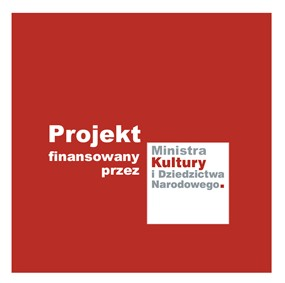 Projekt
finansowany
przez
Ministra
Kultury
i Dziedzictwa
Narodowego.